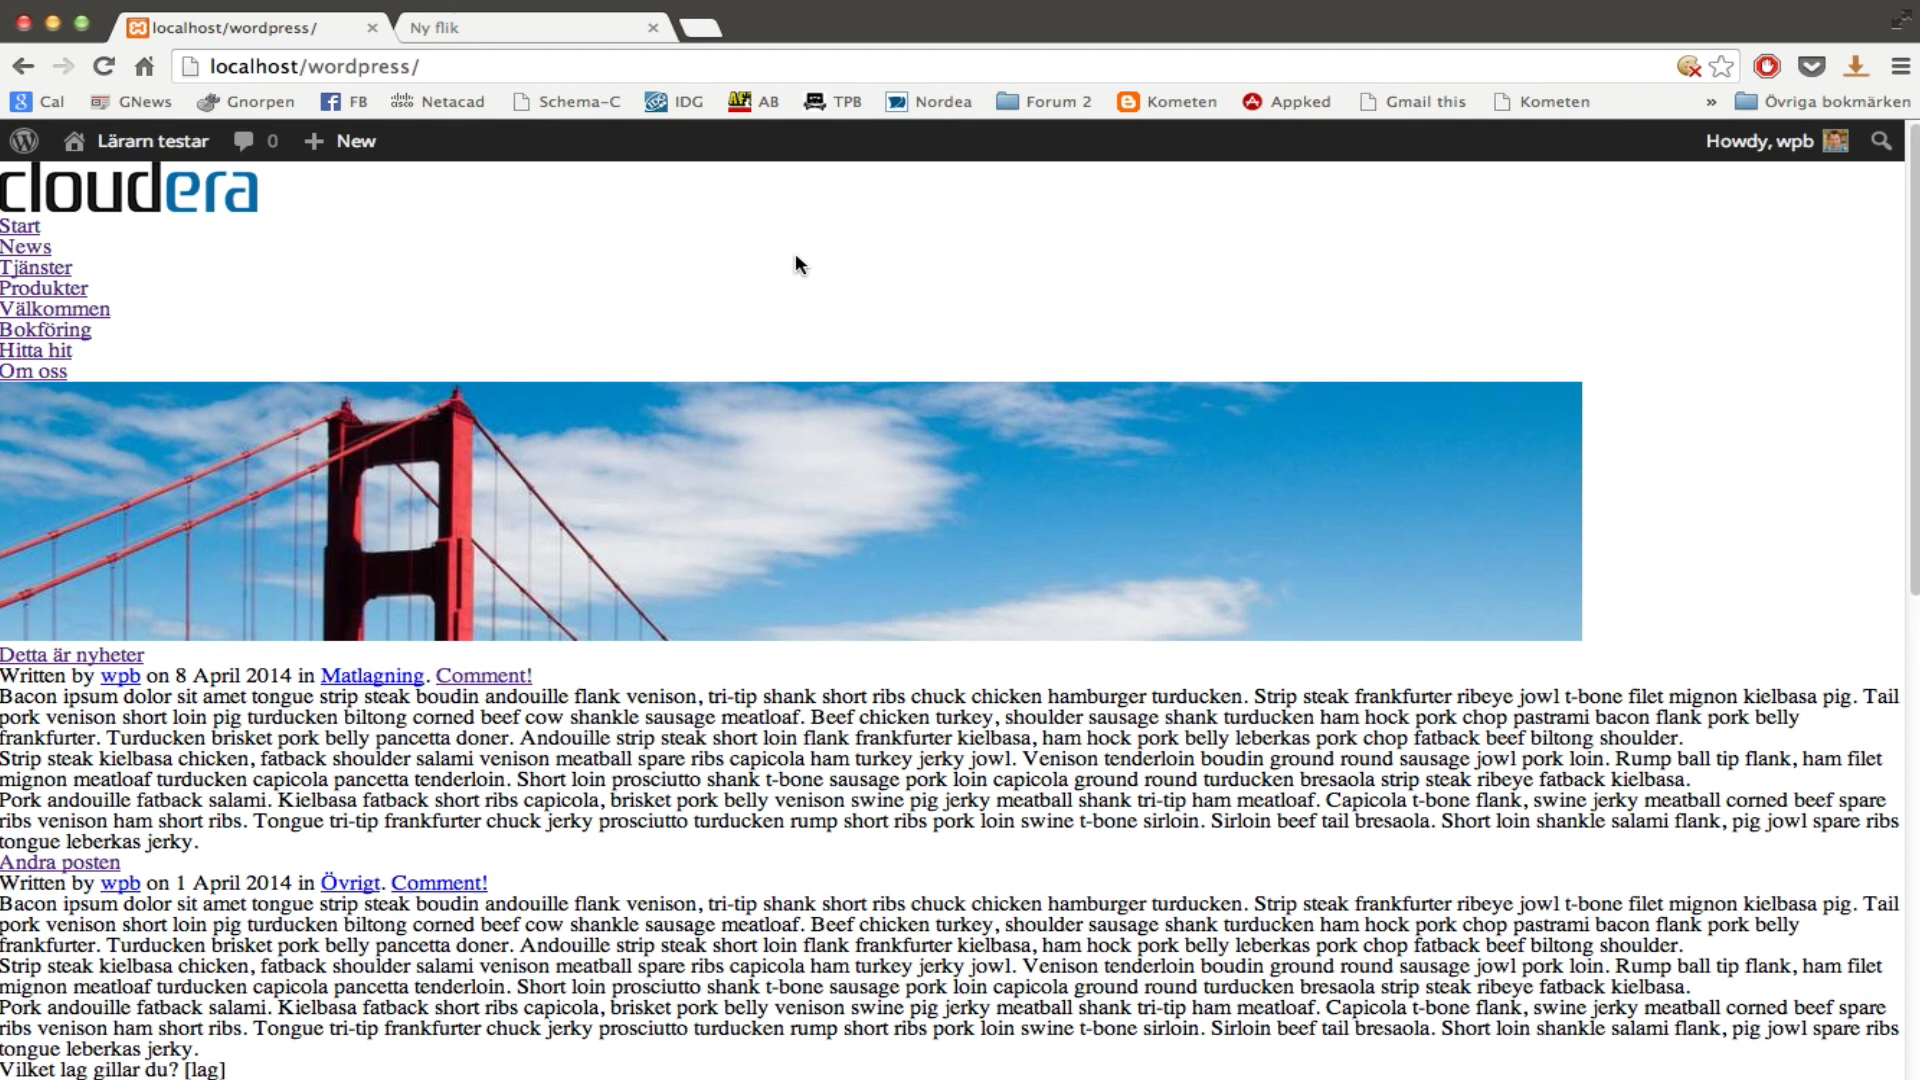 localhost/wordpress/
Ny flik
localhost/wordpress/
Cal GNews Gnorpen FB Netacad Schema-C IDG AB TPB Nordea Forum 2 Kometen Appked Gmail this Kometen » Övriga bokmärken
Lärarn testar 0 New Howdy, wpb
cloudera
Start
News
Tjänster
Produkter
Välkommen
Bokföring
Hitta hit
Om oss
Detta är nyheter
Written by wpb on 8 April 2014 in Matlagning. Comment!
Bacon ipsum dolor sit amet tongue strip steak boudin andouille flank venison, tri-tip shank short ribs chuck chicken hamburger turducken. Strip steak frankfurter ribeye jowl t-bone filet mignon kielbasa pig. Tail
pork venison short loin pig turducken biltong corned beef cow shankle sausage meatloaf. Beef chicken turkey, shoulder sausage shank turducken ham hock pork chop pastrami bacon flank pork belly
frankfurter. Turducken brisket pork belly pancetta doner. Andouille strip steak short loin flank frankfurter kielbasa, ham hock pork belly leberkas pork chop fatback beef biltong shoulder.
Strip steak kielbasa chicken, fatback shoulder salami venison meatball spare ribs capicola ham turkey jerky jowl. Venison tenderloin boudin ground round sausage jowl pork loin. Rump ball tip flank, ham filet
mignon meatloaf turducken capicola pancetta tenderloin. Short loin prosciutto shank t-bone sausage pork loin capicola ground round turducken bresaola strip steak ribeye fatback kielbasa.
Pork andouille fatback salami. Kielbasa fatback short ribs capicola, brisket pork belly venison swine pig jerky meatball shank tri-tip ham meatloaf. Capicola t-bone flank, swine jerky meatball corned beef spare
ribs venison ham short ribs. Tongue tri-tip frankfurter chuck jerky prosciutto turducken rump short ribs pork loin swine t-bone sirloin. Sirloin beef tail bresaola. Short loin shankle salami flank, pig jowl spare ribs
tongue leberkas jerky.
Andra posten
Written by wpb on 1 April 2014 in Övrigt. Comment!
Bacon ipsum dolor sit amet tongue strip steak boudin andouille flank venison, tri-tip shank short ribs chuck chicken hamburger turducken. Strip steak frankfurter ribeye jowl t-bone filet mignon kielbasa pig. Tail
pork venison short loin pig turducken biltong corned beef cow shankle sausage meatloaf. Beef chicken turkey, shoulder sausage shank turducken ham hock pork chop pastrami bacon flank pork belly
frankfurter. Turducken brisket pork belly pancetta doner. Andouille strip steak short loin flank frankfurter kielbasa, ham hock pork belly leberkas pork chop fatback beef biltong shoulder.
Strip steak kielbasa chicken, fatback shoulder salami venison meatball spare ribs capicola ham turkey jerky jowl. Venison tenderloin boudin ground round sausage jowl pork loin. Rump ball tip flank, ham filet
mignon meatloaf turducken capicola pancetta tenderloin. Short loin prosciutto shank t-bone sausage pork loin capicola ground round turducken bresaola strip steak ribeye fatback kielbasa.
Pork andouille fatback salami. Kielbasa fatback short ribs capicola, brisket pork belly venison swine pig jerky meatball shank tri-tip ham meatloaf. Capicola t-bone flank, swine jerky meatball corned beef spare
ribs venison ham short ribs. Tongue tri-tip frankfurter chuck jerky prosciutto turducken rump short ribs pork loin swine t-bone sirloin. Sirloin beef tail bresaola. Short loin shankle salami flank, pig jowl spare ribs
tongue leberkas jerky.
Vilket lag gillar du? [lag]